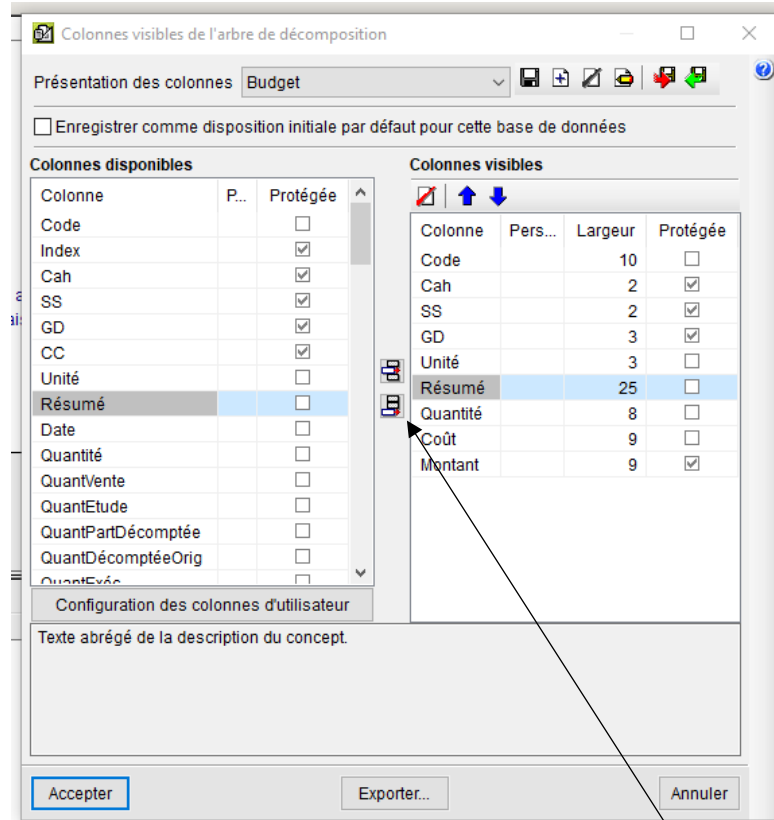 Colonnes visibles de l'arbre de décomposition
Présentation des colonnes Budget
Enregistrer comme disposition initiale par défaut pour cette base de données
Colonnes disponibles
Colonne P... Protégée
Code
Index
Cah
SS
GD
CC
Unité
Résumé
Date
Quantité
QuantVente
QuantEtude
QuantPartDécomptée
QuantDécomptéeOrig
QuantExéc
Configuration des colonnes d'utilisateur
Colonnes visibles
Colonne Pers... Largeur Protégée
Code 10
Cah 2
SS 2
GD 3
Unité 3
Résumé 25
Quantité 8
Coût 9
Montant 9
Texte abrégé de la description du concept.
Accepter Exporter... Annuler